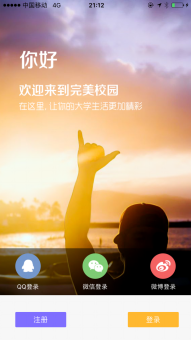 中国移动 4G 21:12
你好
欢迎来到完美校园
在这里,让你的大学生活更加精彩
QQ登录 微信登录 微博登录
注册 登录